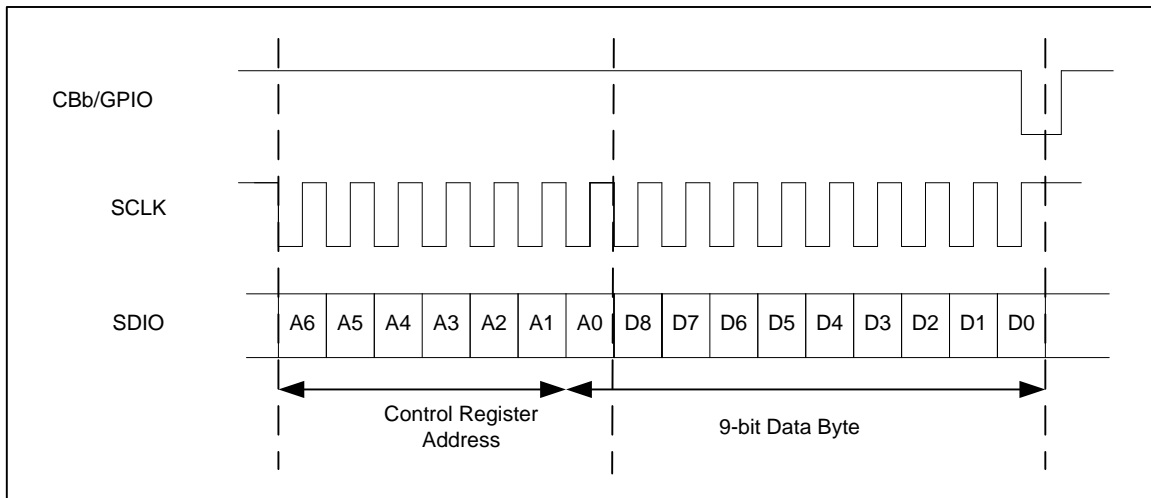 CBb/GPIO
SCLK
SDIO
A6 A5 A4 A3 A2 A1 A0 D8 D7 D6 D5 D4 D3 D2 D1 D0
Control Register
Address
9-bit Data Byte